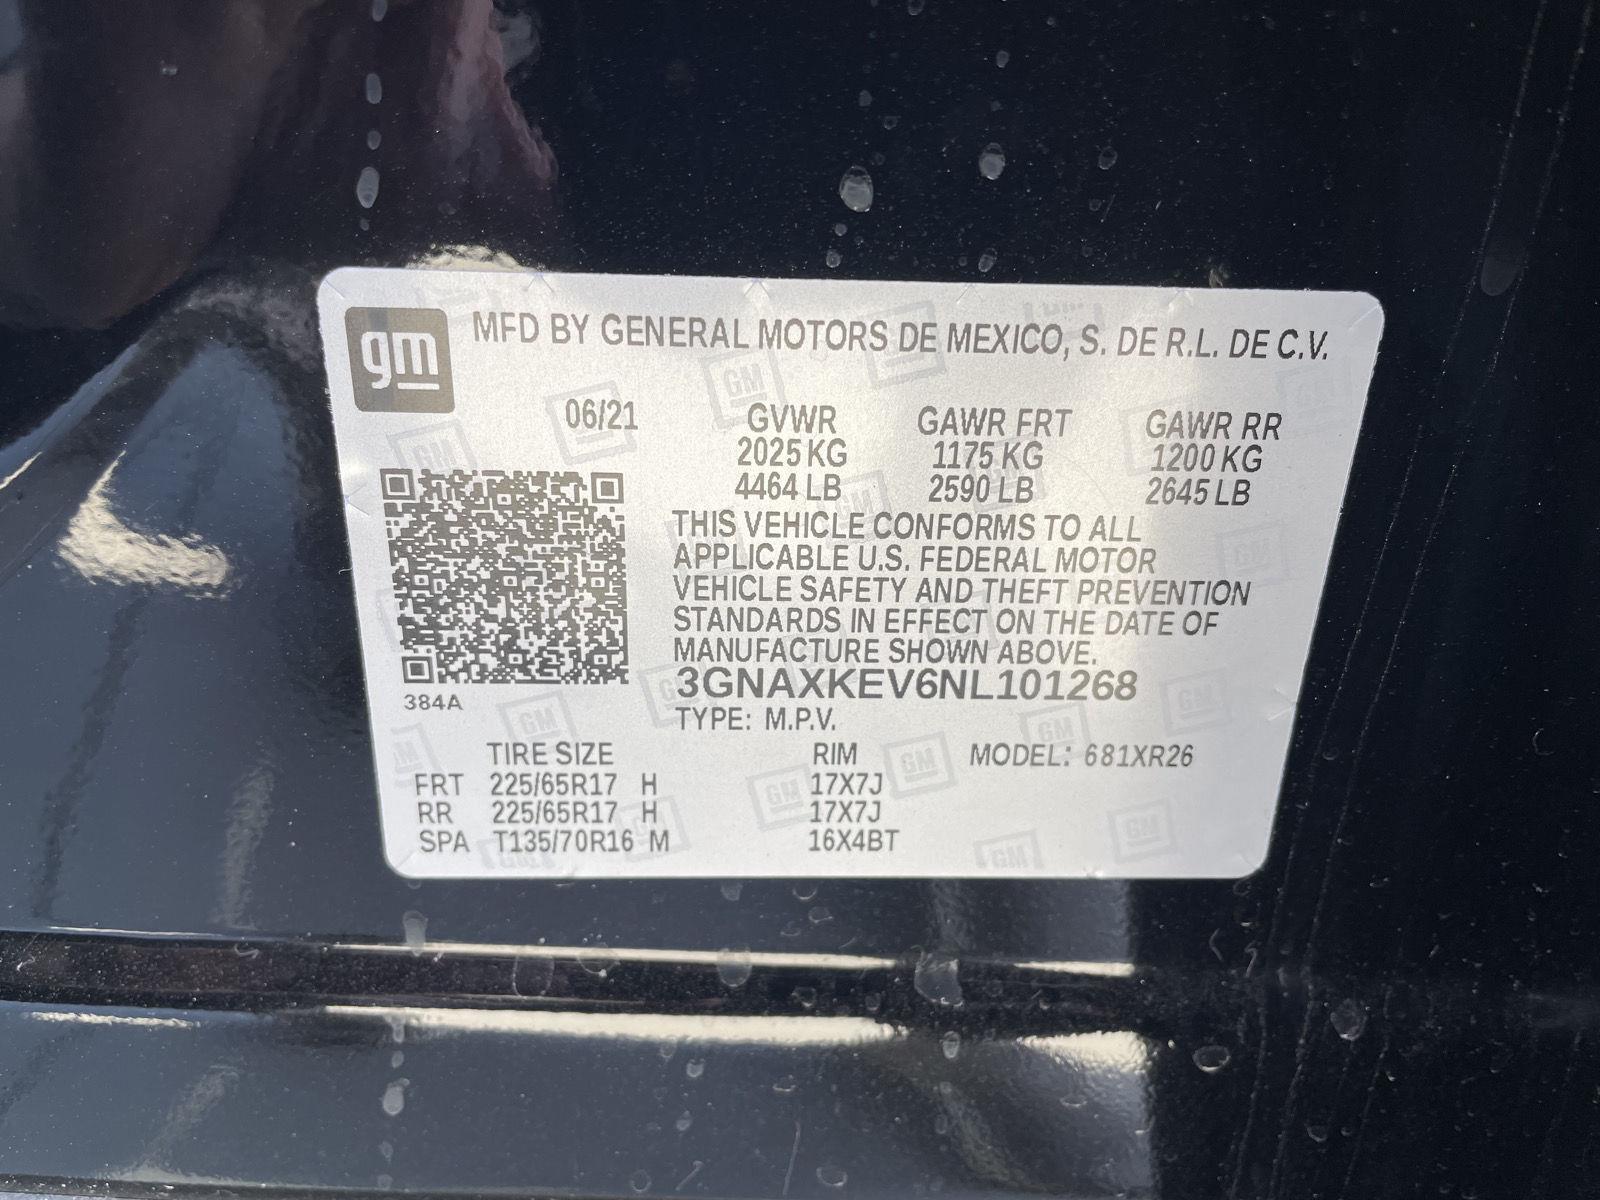 gm
MFD BY GENERAL MOTORS DE MEXICO, S. DE R.L. DE C.V.
06/21 GVWR GAWR FRT GAWR RR
2025 KG 1175 KG 1200 KG
4464 LB 2590 LB 2645 LB
THIS VEHICLE CONFORMS TO ALL
APPLICABLE U.S. FEDERAL MOTOR
VEHICLE SAFETY AND THEFT PREVENTION
STANDARDS IN EFFECT ON THE DATE OF
MANUFACTURE SHOWN ABOVE.
3GNAXKEV6NL101268
384A
TYPE: M.P.V.
TIRE SIZE RIM MODEL: 681XR26
FRT 225/65R17 H 17X7J
RR 225/65R17 H 17X7J
SPA T135/70R16 M 16X4BT